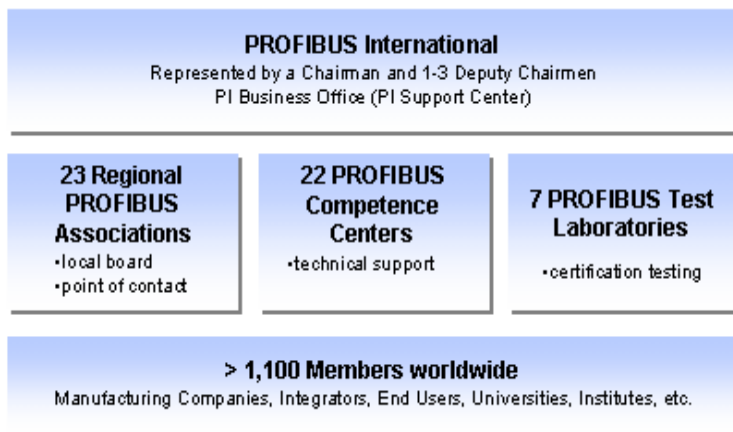 PROFIBUS International
Represented by a Chairman and 1-3 Deputy Chairmen
PI Business Office (PI Support Center)
23 Regional
PROFIBUS
Associations
•local board
•point of contact
22 PROFIBUS
Competence
Centers
•technical support
7 PROFIBUS Test
Laboratories
•certification testing
> 1,100 Members worldwide
Manufacturing Companies, Integrators, End Users, Universities, Institutes, etc.